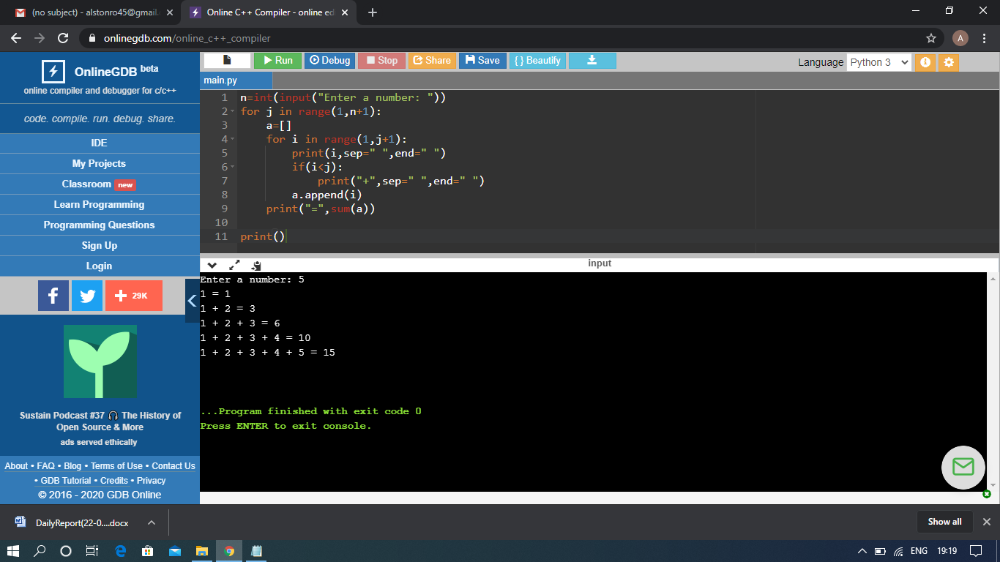 (no subject) - alstonro45@gmail.
Online C++ Compiler - online ed
onlinegdb.com/online_c++_compiler
A
OnlineGDB beta
online compiler and debugger for c/c++
code. compile. run. debug. share.
IDE
My Projects
Classroom new
Learn Programming
Programming Questions
Sign Up
Login
f
+ 29K
Sustain Podcast #37 🎧 The History of
Open Source & More
ads served ethically
About • FAQ • Blog • Terms of Use • Contact Us
• GDB Tutorial • Credits • Privacy
© 2016 - 2020 GDB Online
Run Debug Stop Share Save { } Beautify
Language Python 3 i
main.py
1 n=int(input("Enter a number: "))
2 for j in range(1,n+1):
3     a=[]
4     for i in range(1,j+1):
5         print(i,sep=" ",end=" ")
6         if(i<j):
7             print("+",sep=" ",end=" ")
8         a.append(i)
9     print("=",sum(a))
10
11 print()
input
Enter a number: 5
1 = 1
1 + 2 = 3
1 + 2 + 3 = 6
1 + 2 + 3 + 4 = 10
1 + 2 + 3 + 4 + 5 = 15
...Program finished with exit code 0
Press ENTER to exit console.
DailyReport(22-0....docx
Show all
ENG 19:19